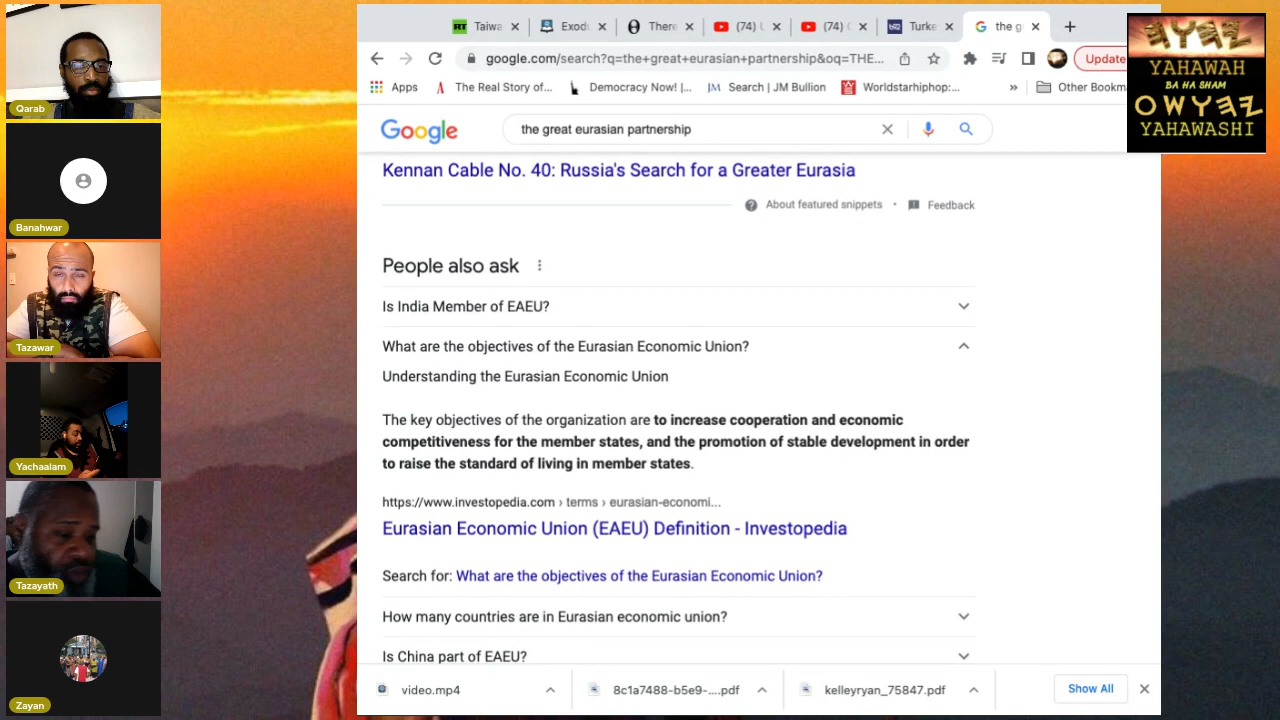 Qarab
Banahwar
Tazawar
Yachaalam
Tazayath
Zayan
Taiwa
Exodu
There
(74) U
(74) C
Turke
the g
google.com/search?q=the+great+eurasian+partnership&oq=THE...
Update
Apps
The Real Story of...
Democracy Now! |...
Search | JM Bullion
Worldstarhiphop:...
»
Other Bookm
Google
the great eurasian partnership
Kennan Cable No. 40: Russia's Search for a Greater Eurasia
About featured snippets • Feedback
People also ask
Is India Member of EAEU?
What are the objectives of the Eurasian Economic Union?
Understanding the Eurasian Economic Union
The key objectives of the organization are to increase cooperation and economic
competitiveness for the member states, and the promotion of stable development in order
to raise the standard of living in member states.
https://www.investopedia.com › terms › eurasian-economi...
Eurasian Economic Union (EAEU) Definition - Investopedia
Search for: What are the objectives of the Eurasian Economic Union?
How many countries are in Eurasian economic union?
Is China part of EAEU?
video.mp4
8c1a7488-b5e9-....pdf
kelleyryan_75847.pdf
Show All
YAHAWAH
BA HA SHAM
YAHAWASHI